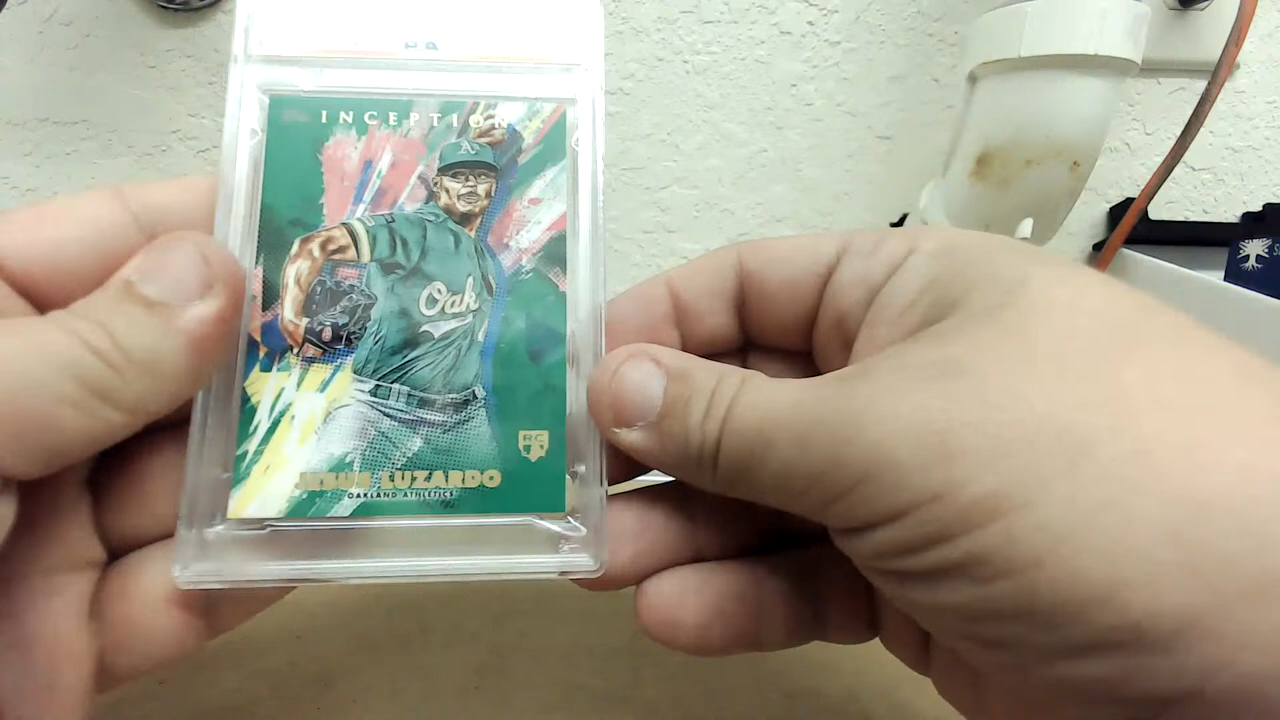 INCEPTION
A's
Oak
RC
JESUS LUZARDO
OAKLAND ATHLETICS